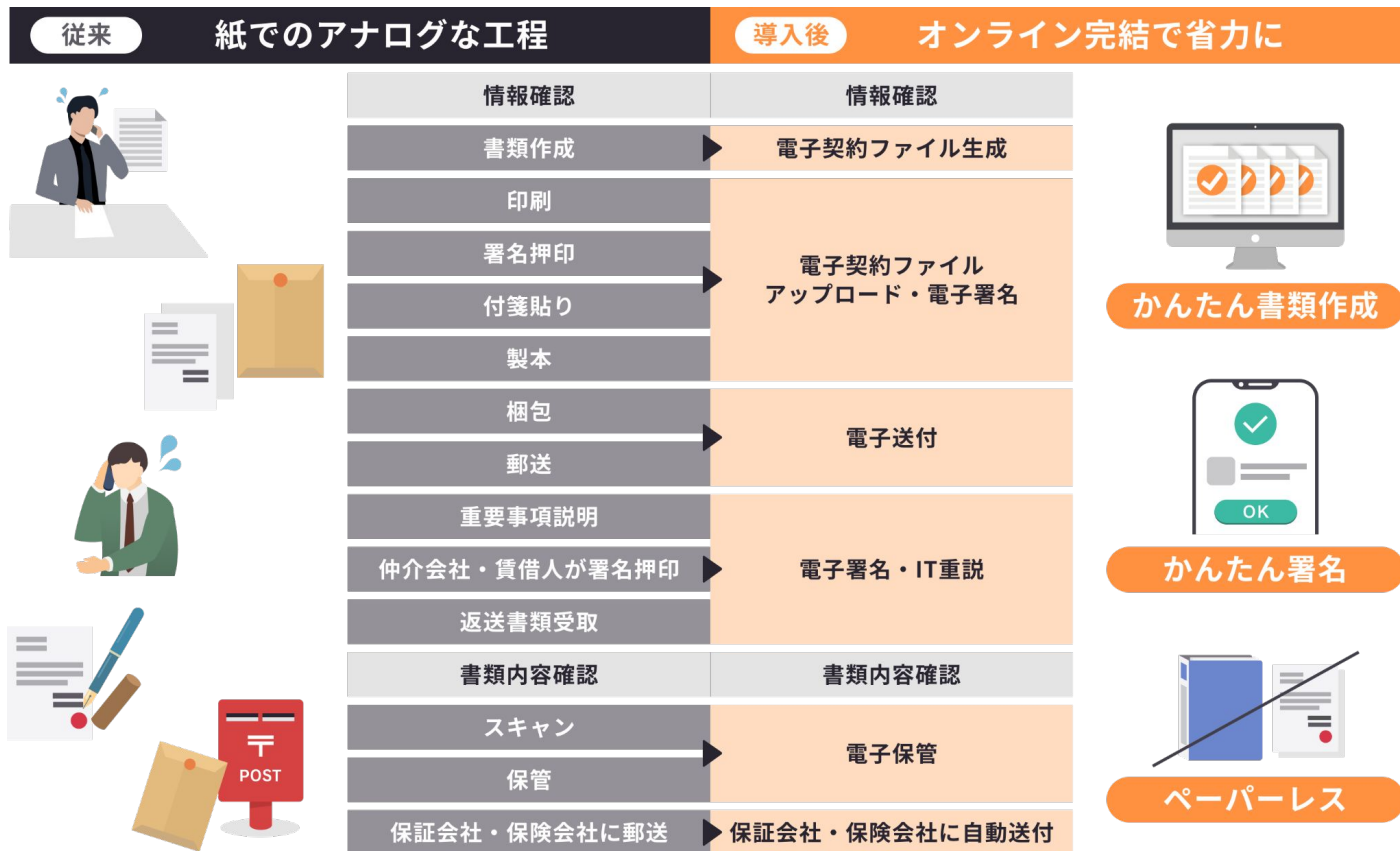 従来
紙でのアナログな工程
導入後
オンライン完結で省力に
情報確認
情報確認
書類作成
電子契約ファイル生成
印刷
署名押印
付箋貼り
製本
電子契約ファイル
アップロード・電子署名
梱包
郵送
電子送付
重要事項説明
仲介会社・賃借人が署名押印
返送書類受取
電子署名・IT重説
書類内容確認
書類内容確認
スキャン
保管
電子保管
保証会社・保険会社に郵送
保証会社・保険会社に自動送付
〒
POST
かんたん書類作成
OK
かんたん署名
ペーパーレス